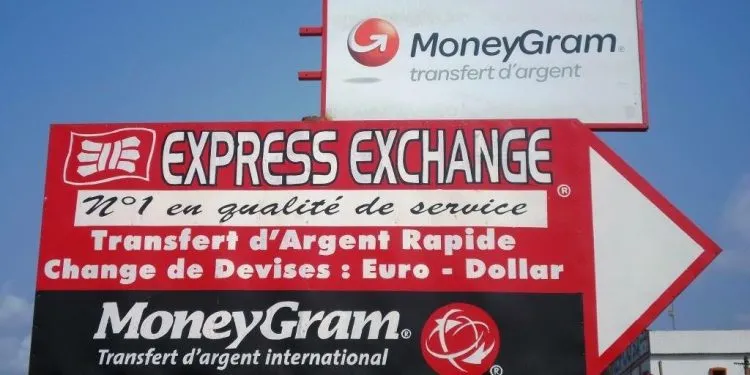 MoneyGram®
transfert d'argent
EXPRESS EXCHANGE
®
N°1 en qualité de service
Transfert d'Argent Rapide
Change de Devises : Euro - Dollar
MoneyGram®
Transfert d'argent international
®